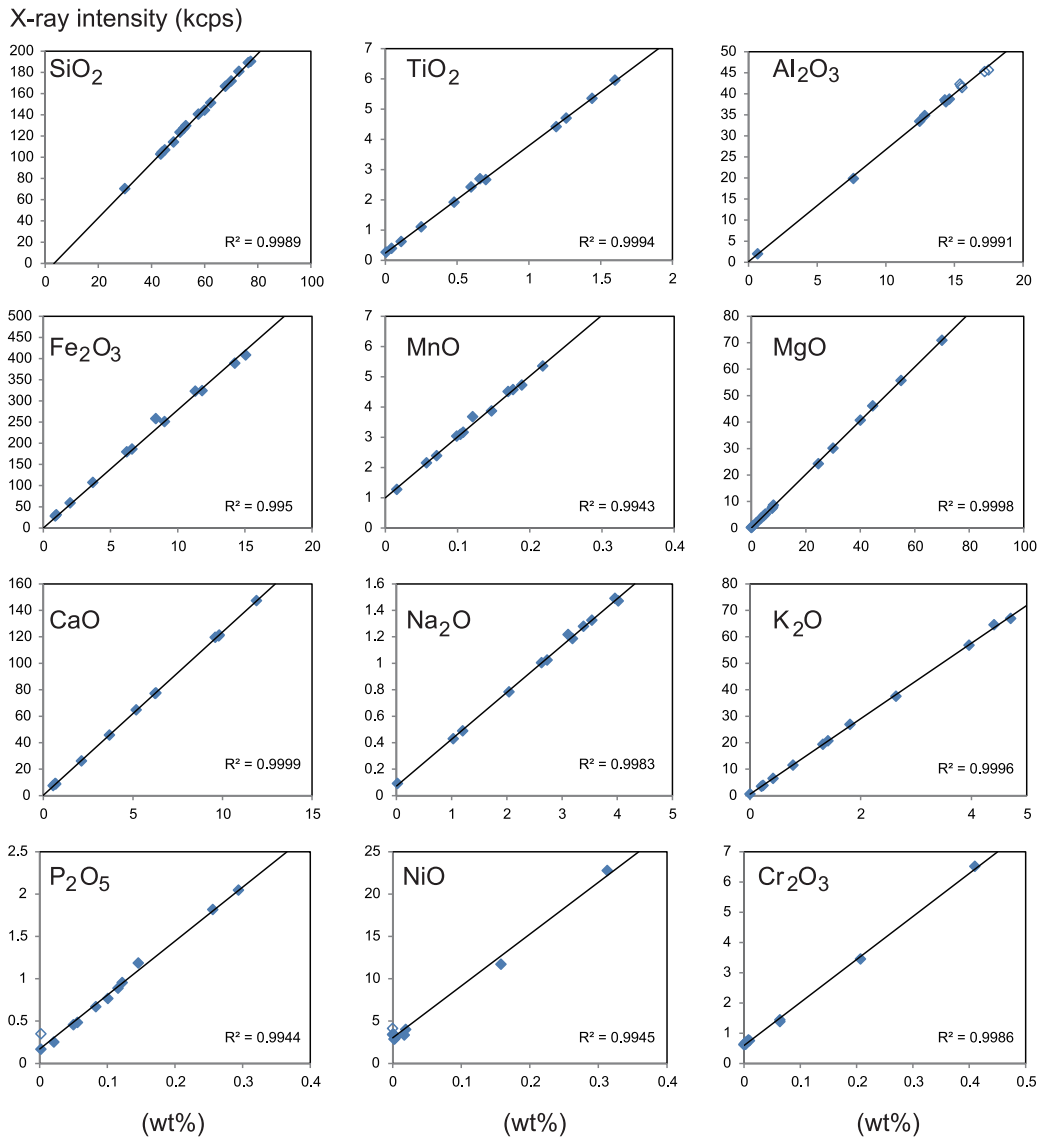 X-ray intensity (kcps)
SiO2
200
180
160
140
120
100
80
60
40
20
0
R² = 0.9989
0 20 40 60 80 100
TiO2
7
6
5
4
3
2
1
0
R² = 0.9994
0 0.5 1 1.5 2
Al2O3
50
45
40
35
30
25
20
15
10
5
0
R² = 0.9991
0 5 10 15 20
Fe2O3
500
450
400
350
300
250
200
150
100
50
0
R² = 0.995
0 5 10 15 20
MnO
7
6
5
4
3
2
1
0
R² = 0.9943
0 0.1 0.2 0.3 0.4
MgO
80
70
60
50
40
30
20
10
0
R² = 0.9998
0 20 40 60 80 100
CaO
160
140
120
100
80
60
40
20
0
R² = 0.9999
0 5 10 15
Na2O
1.6
1.4
1.2
1
0.8
0.6
0.4
0.2
0
R² = 0.9983
0 1 2 3 4 5
K2O
80
70
60
50
40
30
20
10
0
R² = 0.9996
0 2 4 5
P2O5
2.5
2
1.5
1
0.5
0
R² = 0.9944
0 0.1 0.2 0.3 0.4
NiO
25
20
15
10
5
0
R² = 0.9945
0 0.1 0.2 0.3 0.4
Cr2O3
7
6
5
4
3
2
1
0
R² = 0.9986
0 0.1 0.2 0.3 0.4 0.5
(wt%) (wt%) (wt%)